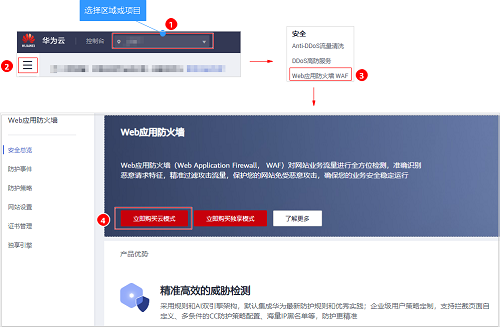 选择区域或项目
1
HUAWEI
华为云
控制台
2
安全
Anti-DDoS流量清洗
DDoS高防服务
Web应用防火墙 WAF
3
Web应用防火墙
安全总览
防护事件
防护策略
网站设置
证书管理
独享引擎
Web应用防火墙
Web应用防火墙（Web Application Firewall， WAF）对网站业务流量进行全方位检测，准确识别
恶意请求特征，精准过滤攻击流量，保护您的网站免受恶意攻击，确保您的业务安全稳定运行
4
立即购买云模式
立即购买独享模式
了解更多
产品优势
精准高效的威胁检测
采用规则和AI双引擎架构，默认集成华为最新防护规则和优秀实践；企业级用户策略定制，支持拦截页面自
定义、多条件的CC防护策略配置，海量IP黑名单等，防护更精准